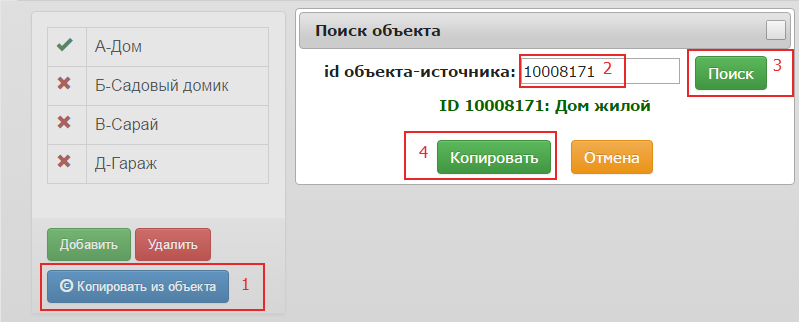 А-Дом
Б-Садовый домик
В-Сарай
Д-Гараж
Добавить Удалить
© Копировать из объекта 1
Поиск объекта
id объекта-источника: 10008171 2 Поиск 3
ID 10008171: Дом жилой
4 Копировать Отмена